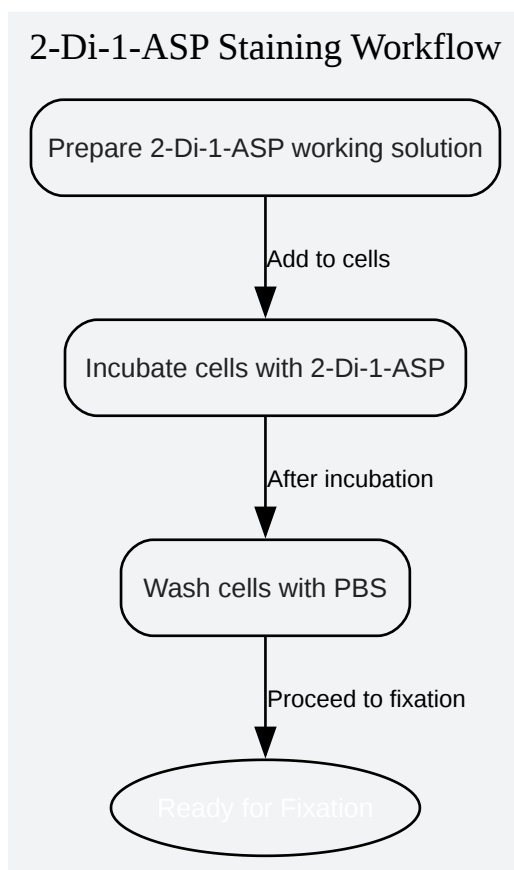 2-Di-1-ASP Staining Workflow
Prepare 2-Di-1-ASP working solution
Add to cells
Incubate cells with 2-Di-1-ASP
After incubation
Wash cells with PBS
Proceed to fixation
Ready for Fixation